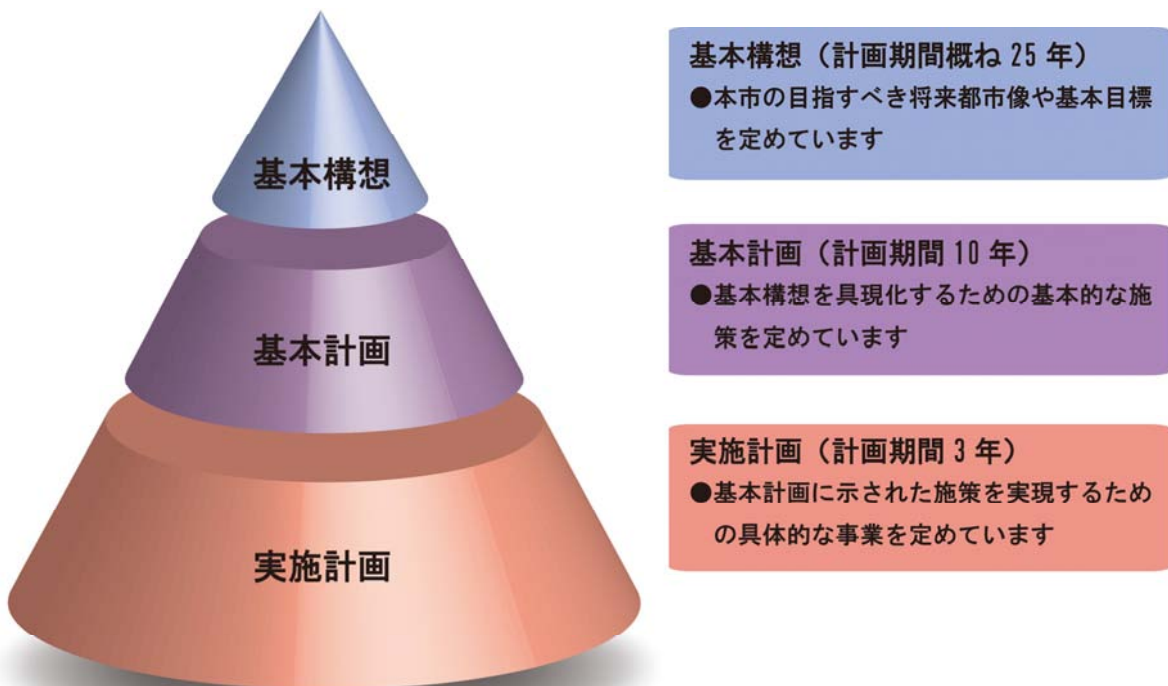 基本構想
基本計画
実施計画
基本構想（計画期間概ね 25 年）
●本市の目指すべき将来都市像や基本目標
を定めています
基本計画（計画期間 10 年）
●基本構想を具現化するための基本的な施
策を定めています
実施計画（計画期間 3 年）
●基本計画に示された施策を実現するため
の具体的な事業を定めています